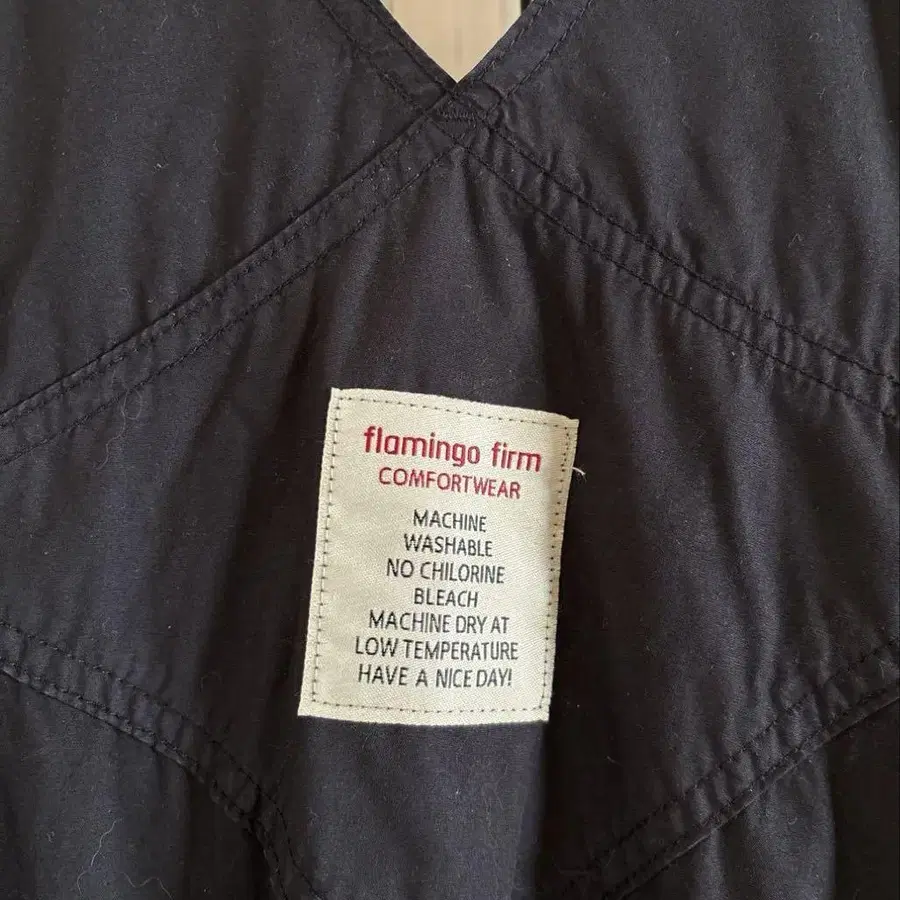 flamingo firm
COMFORTWEAR
MACHINE
WASHABLE
NO CHILORINE
BLEACH
MACHINE DRY AT
LOW TEMPERATURE
HAVE A NICE DAY!